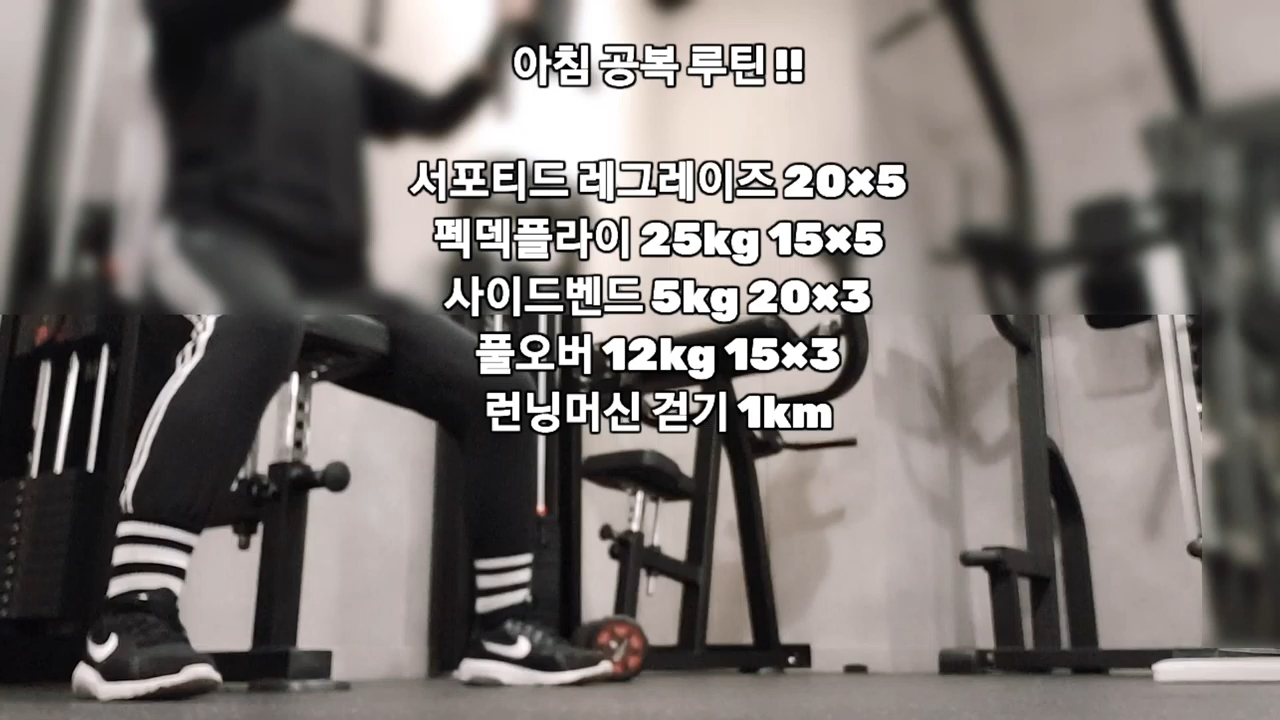 아침 공복 루틴 !!
서포티드 레그레이즈 20×5
펙덱플라이 25kg 15×5
사이드벤드 5kg 20×3
풀오버 12kg 15×3
런닝머신 걷기 1km